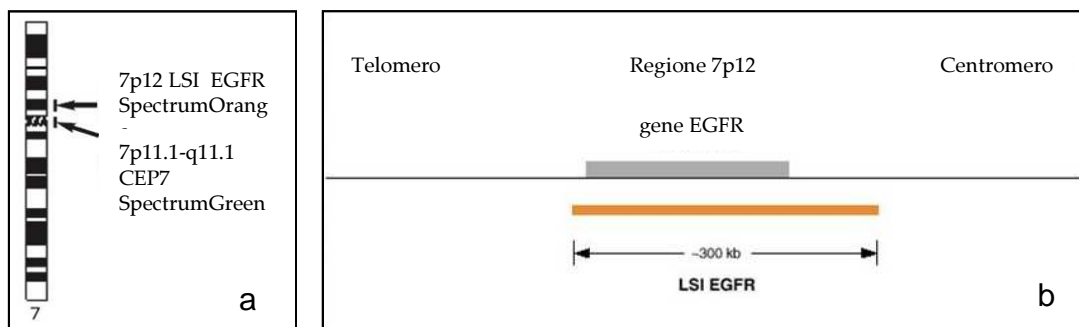 7p12 LSI EGFR
SpectrumOrang
-
7p11.1-q11.1
CEP7
SpectrumGreen
7
a
Telomero Regione 7p12 Centromero
gene EGFR
~300 kb
LSI EGFR
b